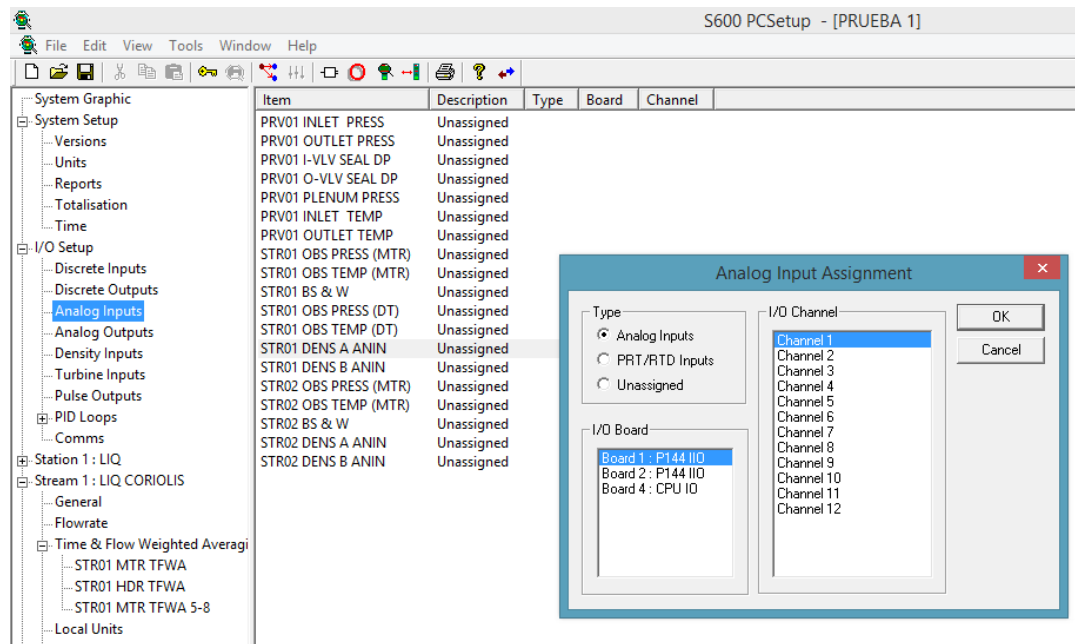 S600 PCSetup - [PRUEBA 1]
File Edit View Tools Window Help
System Graphic
System Setup
Versions
Units
Reports
Totalisation
Time
I/O Setup
Discrete Inputs
Discrete Outputs
Analog Inputs
Analog Outputs
Density Inputs
Turbine Inputs
Pulse Outputs
PID Loops
Comms
Station 1 : LIQ
Stream 1 : LIQ CORIOLIS
General
Flowrate
Time & Flow Weighted Averagi
STR01 MTR TFWA
STR01 HDR TFWA
STR01 MTR TFWA 5-8
Local Units
Item Description Type Board Channel
PRV01 INLET PRESS Unassigned
PRV01 OUTLET PRESS Unassigned
PRV01 I-VLV SEAL DP Unassigned
PRV01 O-VLV SEAL DP Unassigned
PRV01 PLENUM PRESS Unassigned
PRV01 INLET TEMP Unassigned
PRV01 OUTLET TEMP Unassigned
STR01 OBS PRESS (MTR) Unassigned
STR01 OBS TEMP (MTR) Unassigned
STR01 BS & W Unassigned
STR01 OBS PRESS (DT) Unassigned
STR01 OBS TEMP (DT) Unassigned
STR01 DENS A ANIN Unassigned
STR01 DENS B ANIN Unassigned
STR02 OBS PRESS (MTR) Unassigned
STR02 OBS TEMP (MTR) Unassigned
STR02 BS & W Unassigned
STR02 DENS A ANIN Unassigned
STR02 DENS B ANIN Unassigned
Analog Input Assignment
Type
Analog Inputs
PRT/RTD Inputs
Unassigned
I/O Board
Board 1 : P144 IIO
Board 2 : P144 IIO
Board 4 : CPU IO
I/O Channel
Channel 1
Channel 2
Channel 3
Channel 4
Channel 5
Channel 6
Channel 7
Channel 8
Channel 9
Channel 10
Channel 11
Channel 12
OK
Cancel